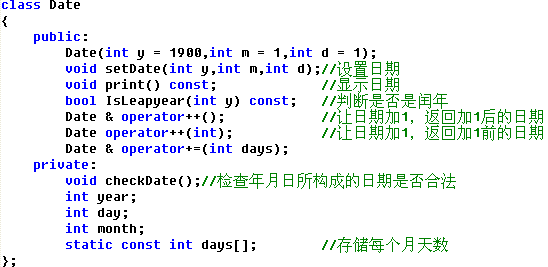 class Date
{
    public:
        Date(int y = 1900,int m = 1,int d = 1);
        void setDate(int y,int m,int d);//设置日期
        void print() const;             //显示日期
        bool IsLeapyear(int y) const;   //判断是否是闰年
        Date & operator++();            //让日期加1，返回加1后的日期
        Date operator++(int);           //让日期加1，返回加1前的日期
        Date & operator+=(int days);
    private:
        void checkDate();//检查年月日所构成的日期是否合法
        int year;
        int day;
        int month;
        static const int days[];        //存储每个月天数
};